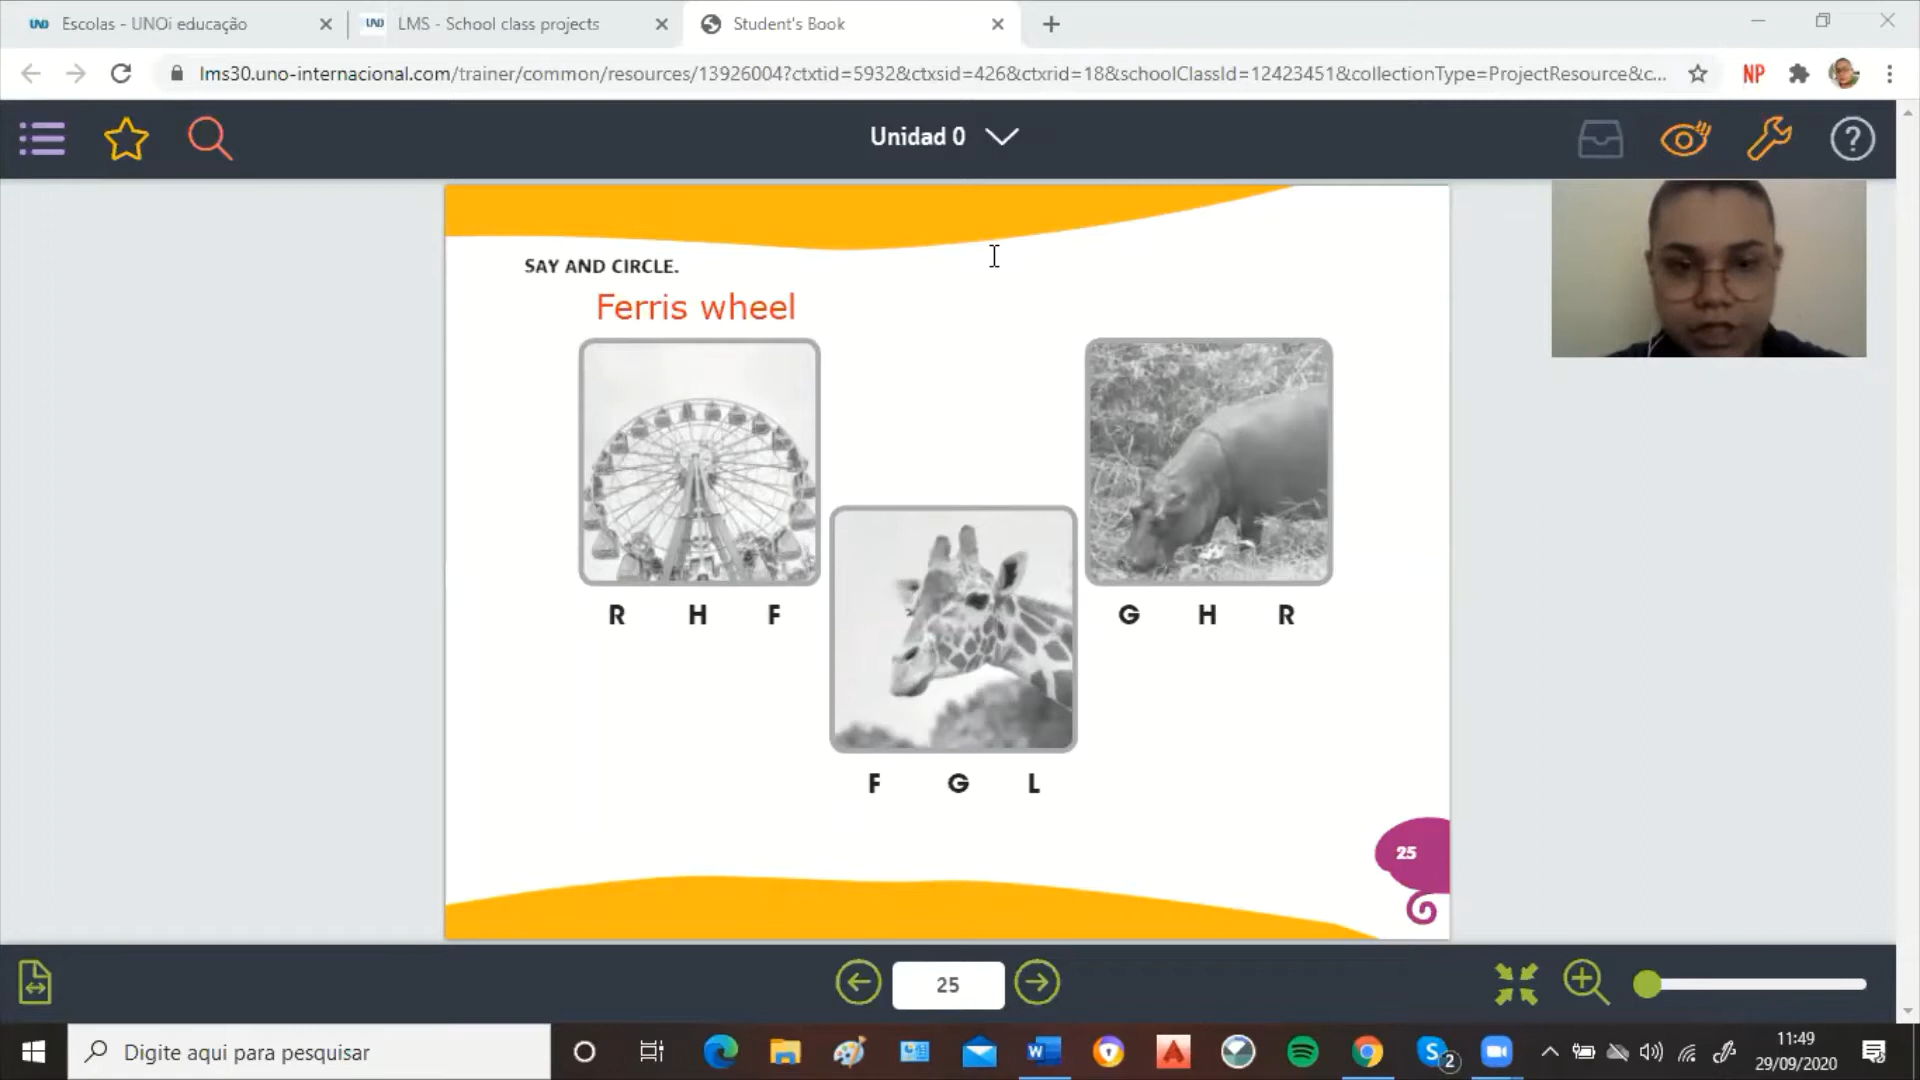 Escolas - UNOi educação
LMS - School class projects
Student's Book
lms30.uno-internacional.com/trainer/common/resources/13926004?ctxtid=5932&ctxsid=426&ctxrid=18&schoolClassId=12423451&collectionType=ProjectResource&c...
NP
Unidad 0
SAY AND CIRCLE.
Ferris wheel
R H F
G H R
F G L
25
25
Digite aqui para pesquisar
2
11:49
29/09/2020